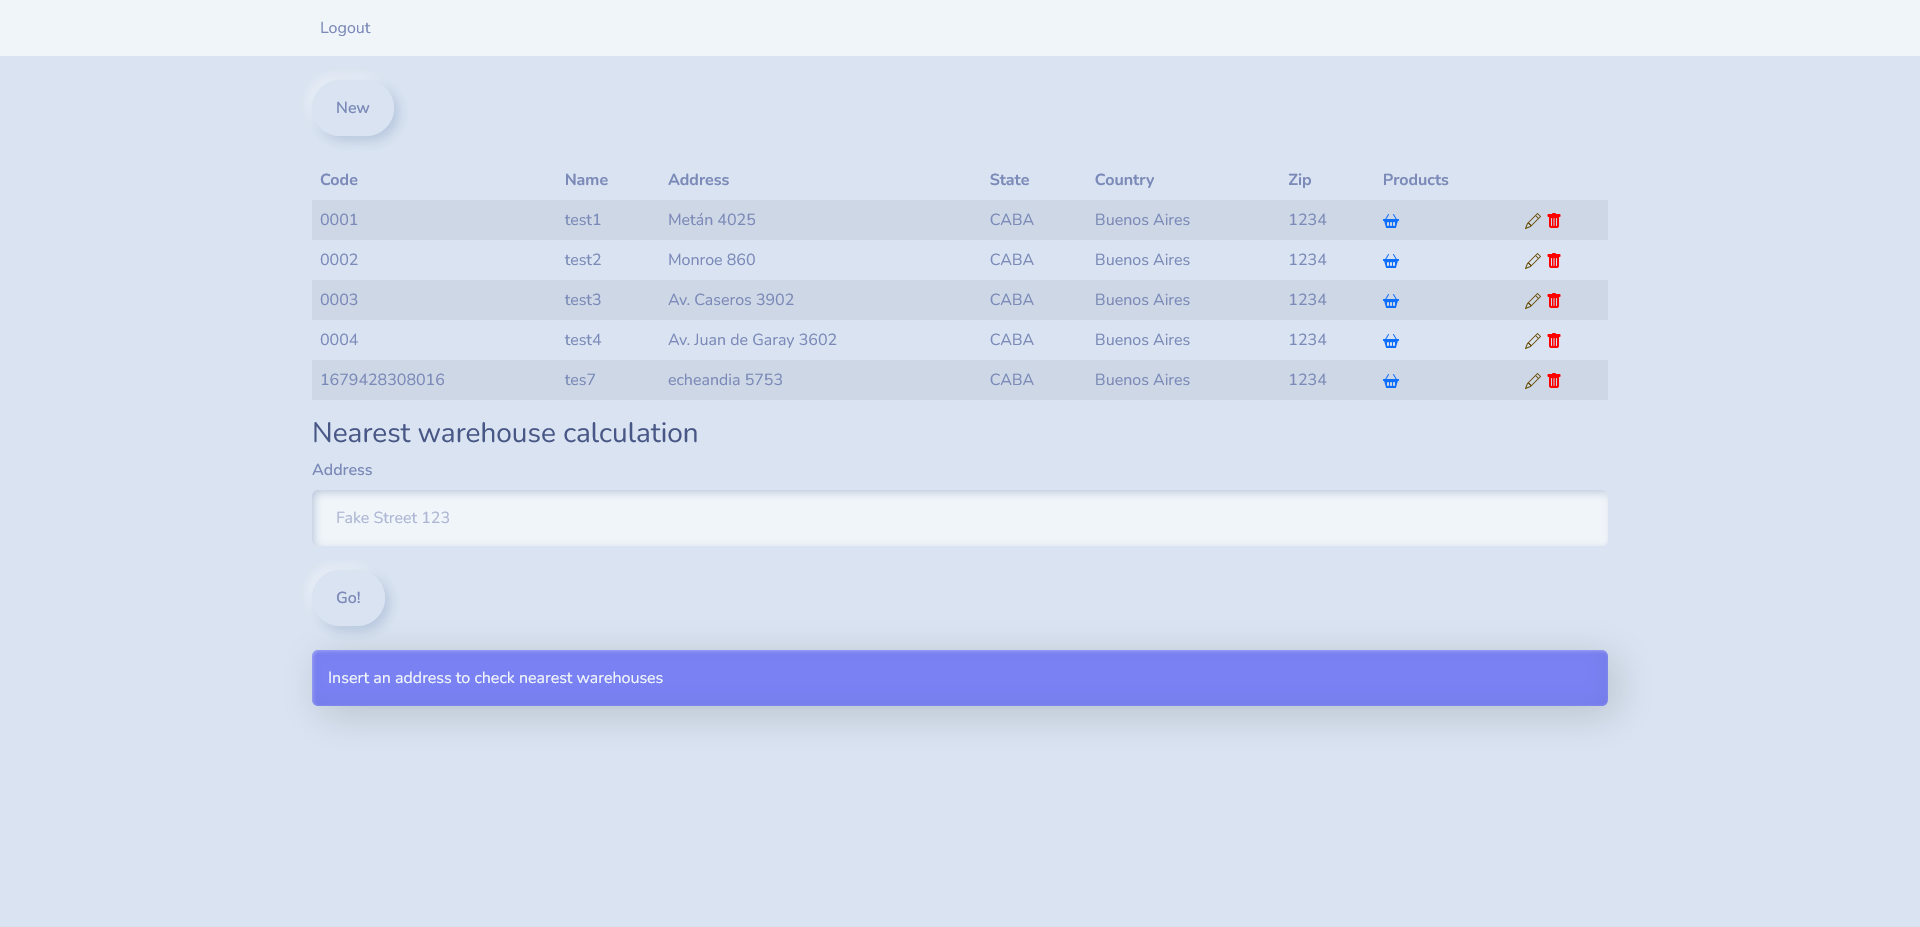 Logout
New
Code Name Address State Country Zip Products
0001 test1 Metán 4025 CABA Buenos Aires 1234
0002 test2 Monroe 860 CABA Buenos Aires 1234
0003 test3 Av. Caseros 3902 CABA Buenos Aires 1234
0004 test4 Av. Juan de Garay 3602 CABA Buenos Aires 1234
1679428308016 tes7 echeandia 5753 CABA Buenos Aires 1234
Nearest warehouse calculation
Address
Fake Street 123
Go!
Insert an address to check nearest warehouses